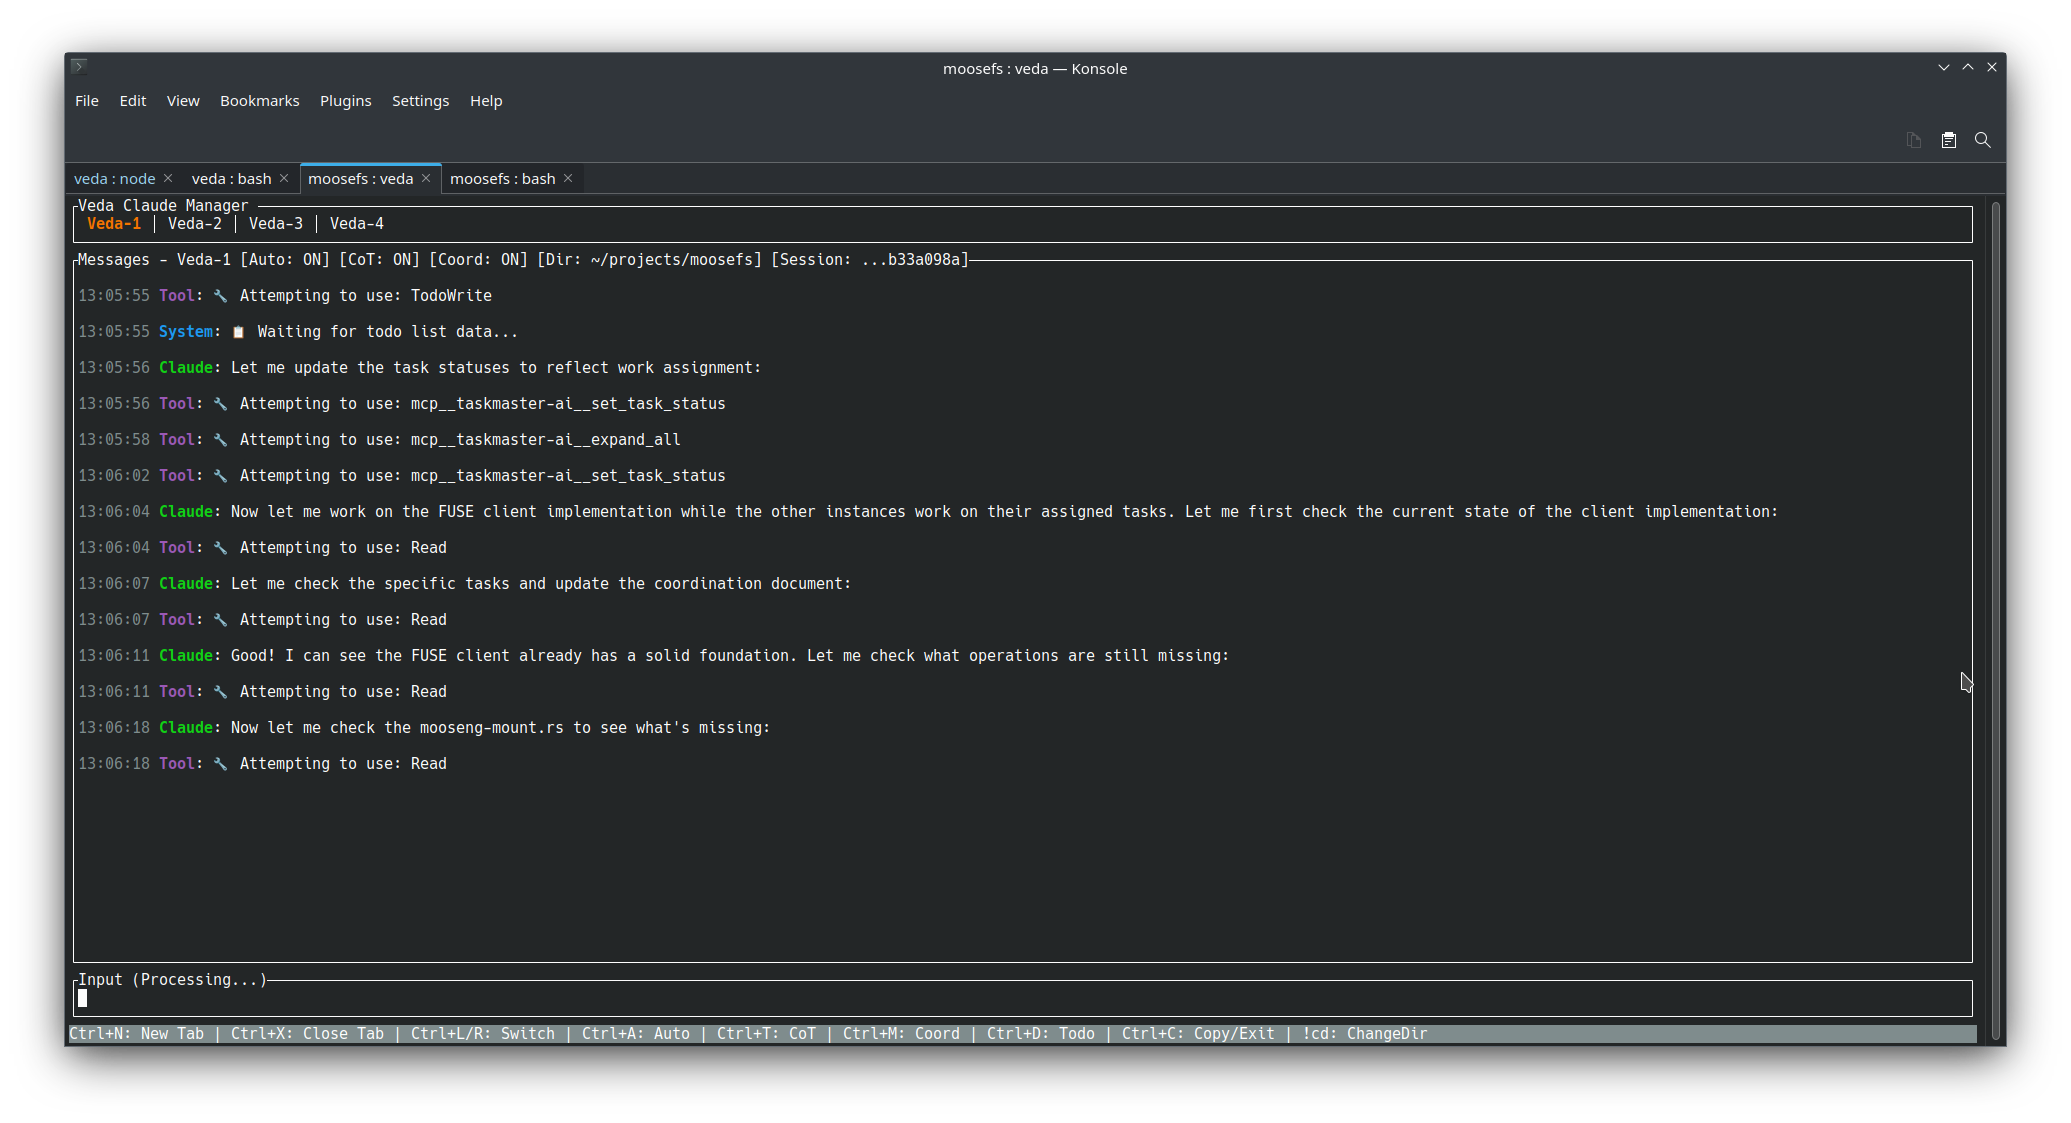 moosefs : veda — Konsole
File Edit View Bookmarks Plugins Settings Help
veda : node veda : bash moosefs : veda moosefs : bash
Veda Claude Manager
Veda-1 | Veda-2 | Veda-3 | Veda-4
Messages - Veda-1 [Auto: ON] [CoT: ON] [Coord: ON] [Dir: ~/projects/moosefs] [Session: ...b33a098a]
13:05:55 Tool: 🔧 Attempting to use: TodoWrite
13:05:55 System: 📋 Waiting for todo list data...
13:05:56 Claude: Let me update the task statuses to reflect work assignment:
13:05:56 Tool: 🔧 Attempting to use: mcp__taskmaster-ai__set_task_status
13:05:58 Tool: 🔧 Attempting to use: mcp__taskmaster-ai__expand_all
13:06:02 Tool: 🔧 Attempting to use: mcp__taskmaster-ai__set_task_status
13:06:04 Claude: Now let me work on the FUSE client implementation while the other instances work on their assigned tasks. Let me first check the current state of the client implementation:
13:06:04 Tool: 🔧 Attempting to use: Read
13:06:07 Claude: Let me check the specific tasks and update the coordination document:
13:06:07 Tool: 🔧 Attempting to use: Read
13:06:11 Claude: Good! I can see the FUSE client already has a solid foundation. Let me check what operations are still missing:
13:06:11 Tool: 🔧 Attempting to use: Read
13:06:18 Claude: Now let me check the mooseng-mount.rs to see what's missing:
13:06:18 Tool: 🔧 Attempting to use: Read
Input (Processing...)
Ctrl+N: New Tab | Ctrl+X: Close Tab | Ctrl+L/R: Switch | Ctrl+A: Auto | Ctrl+T: CoT | Ctrl+M: Coord | Ctrl+D: Todo | Ctrl+C: Copy/Exit | !cd: ChangeDir